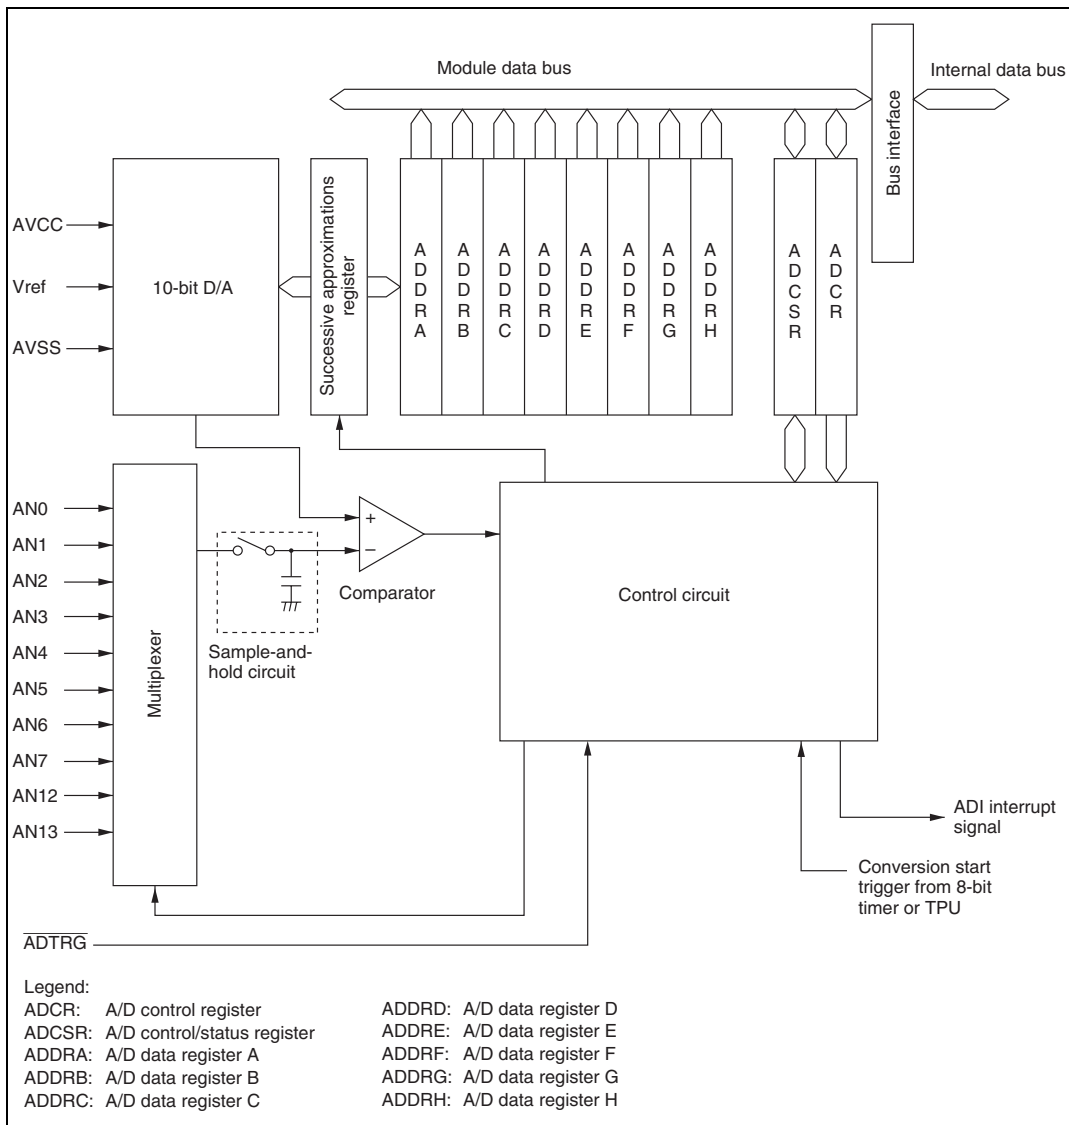 Module data bus
Internal data bus
Bus interface
AVCC
Vref
AVSS
10-bit D/A
Successive approximations
register
ADDRA
ADDRB
ADDRC
ADDRD
ADDRE
ADDRF
ADDRG
ADDRH
ADCSR
ADCR
AN0
AN1
AN2
AN3
AN4
AN5
AN6
AN7
AN12
AN13
Multiplexer
+
−
Comparator
Sample-and-
hold circuit
Control circuit
ADI interrupt
signal
Conversion start
trigger from 8-bit
timer or TPU
ADTRG
Legend:
ADCR: A/D control register
ADCSR: A/D control/status register
ADDRA: A/D data register A
ADDRB: A/D data register B
ADDRC: A/D data register C
ADDRD: A/D data register D
ADDRE: A/D data register E
ADDRF: A/D data register F
ADDRG: A/D data register G
ADDRH: A/D data register H